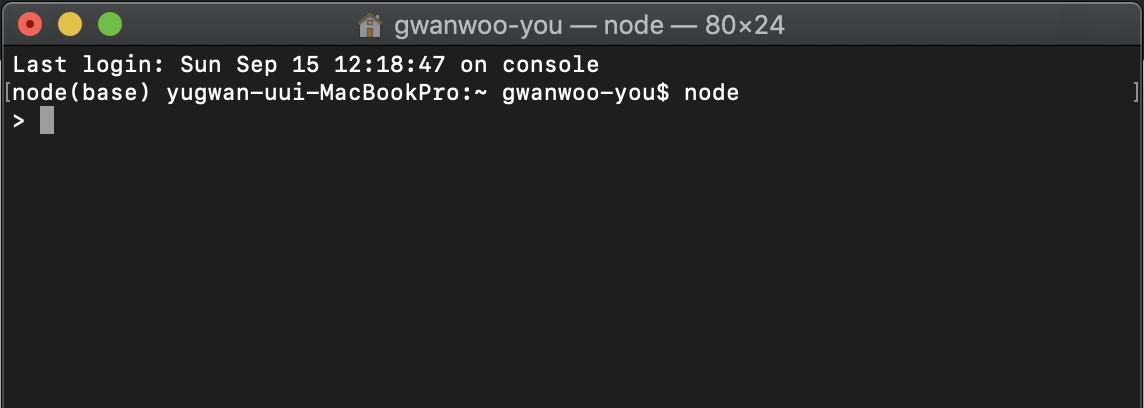 gwanwoo-you — node — 80×24
Last login: Sun Sep 15 12:18:47 on console
[node(base) yugwan-uui-MacBookPro:~ gwanwoo-you$ node ]
>